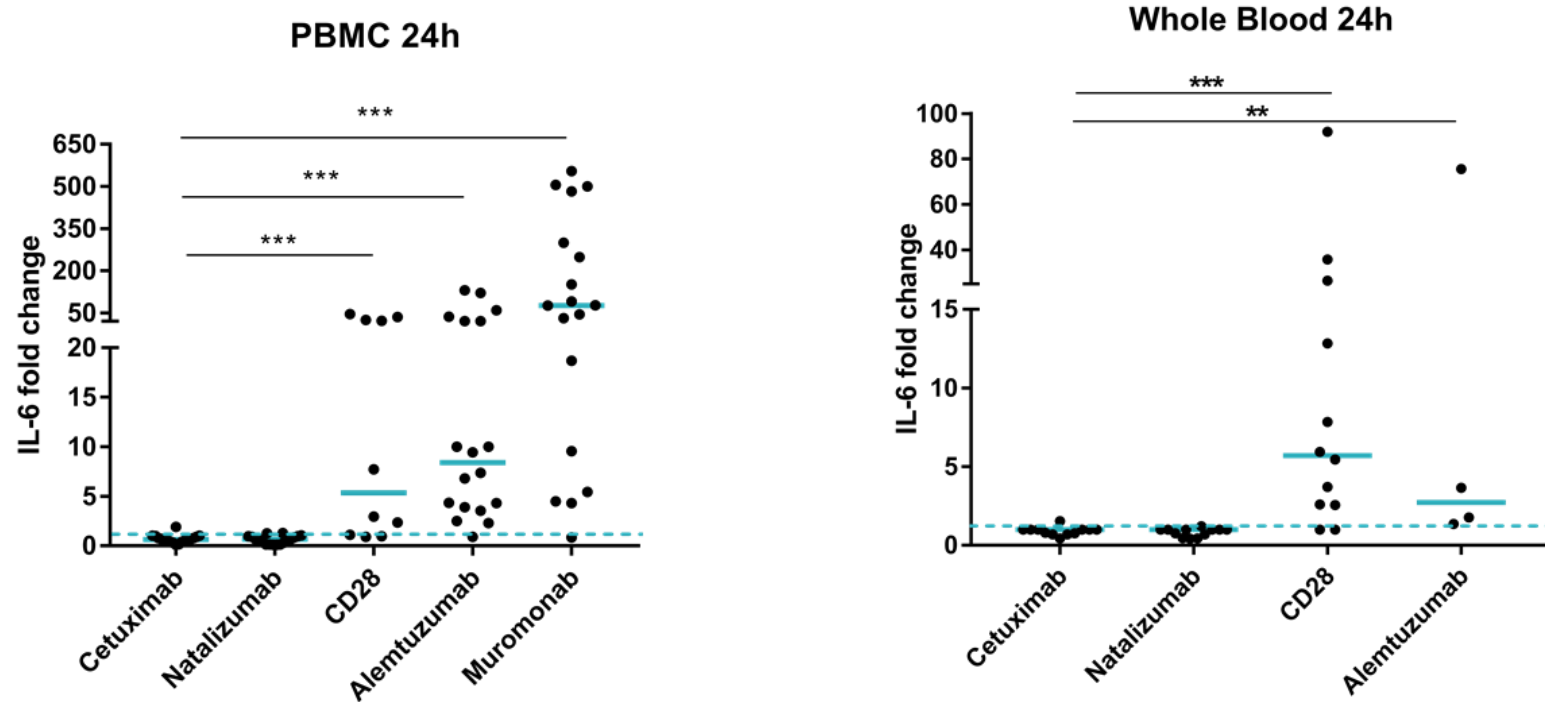 PBMC 24h
***
***
***
IL-6 fold change
650
500
350
200
50
20
15
10
5
0
Cetuximab
Natalizumab
CD28
Alemtuzumab
Muromonab
Whole Blood 24h
***
**
IL-6 fold change
100
80
60
40
15
10
5
0
Cetuximab
Natalizumab
CD28
Alemtuzumab